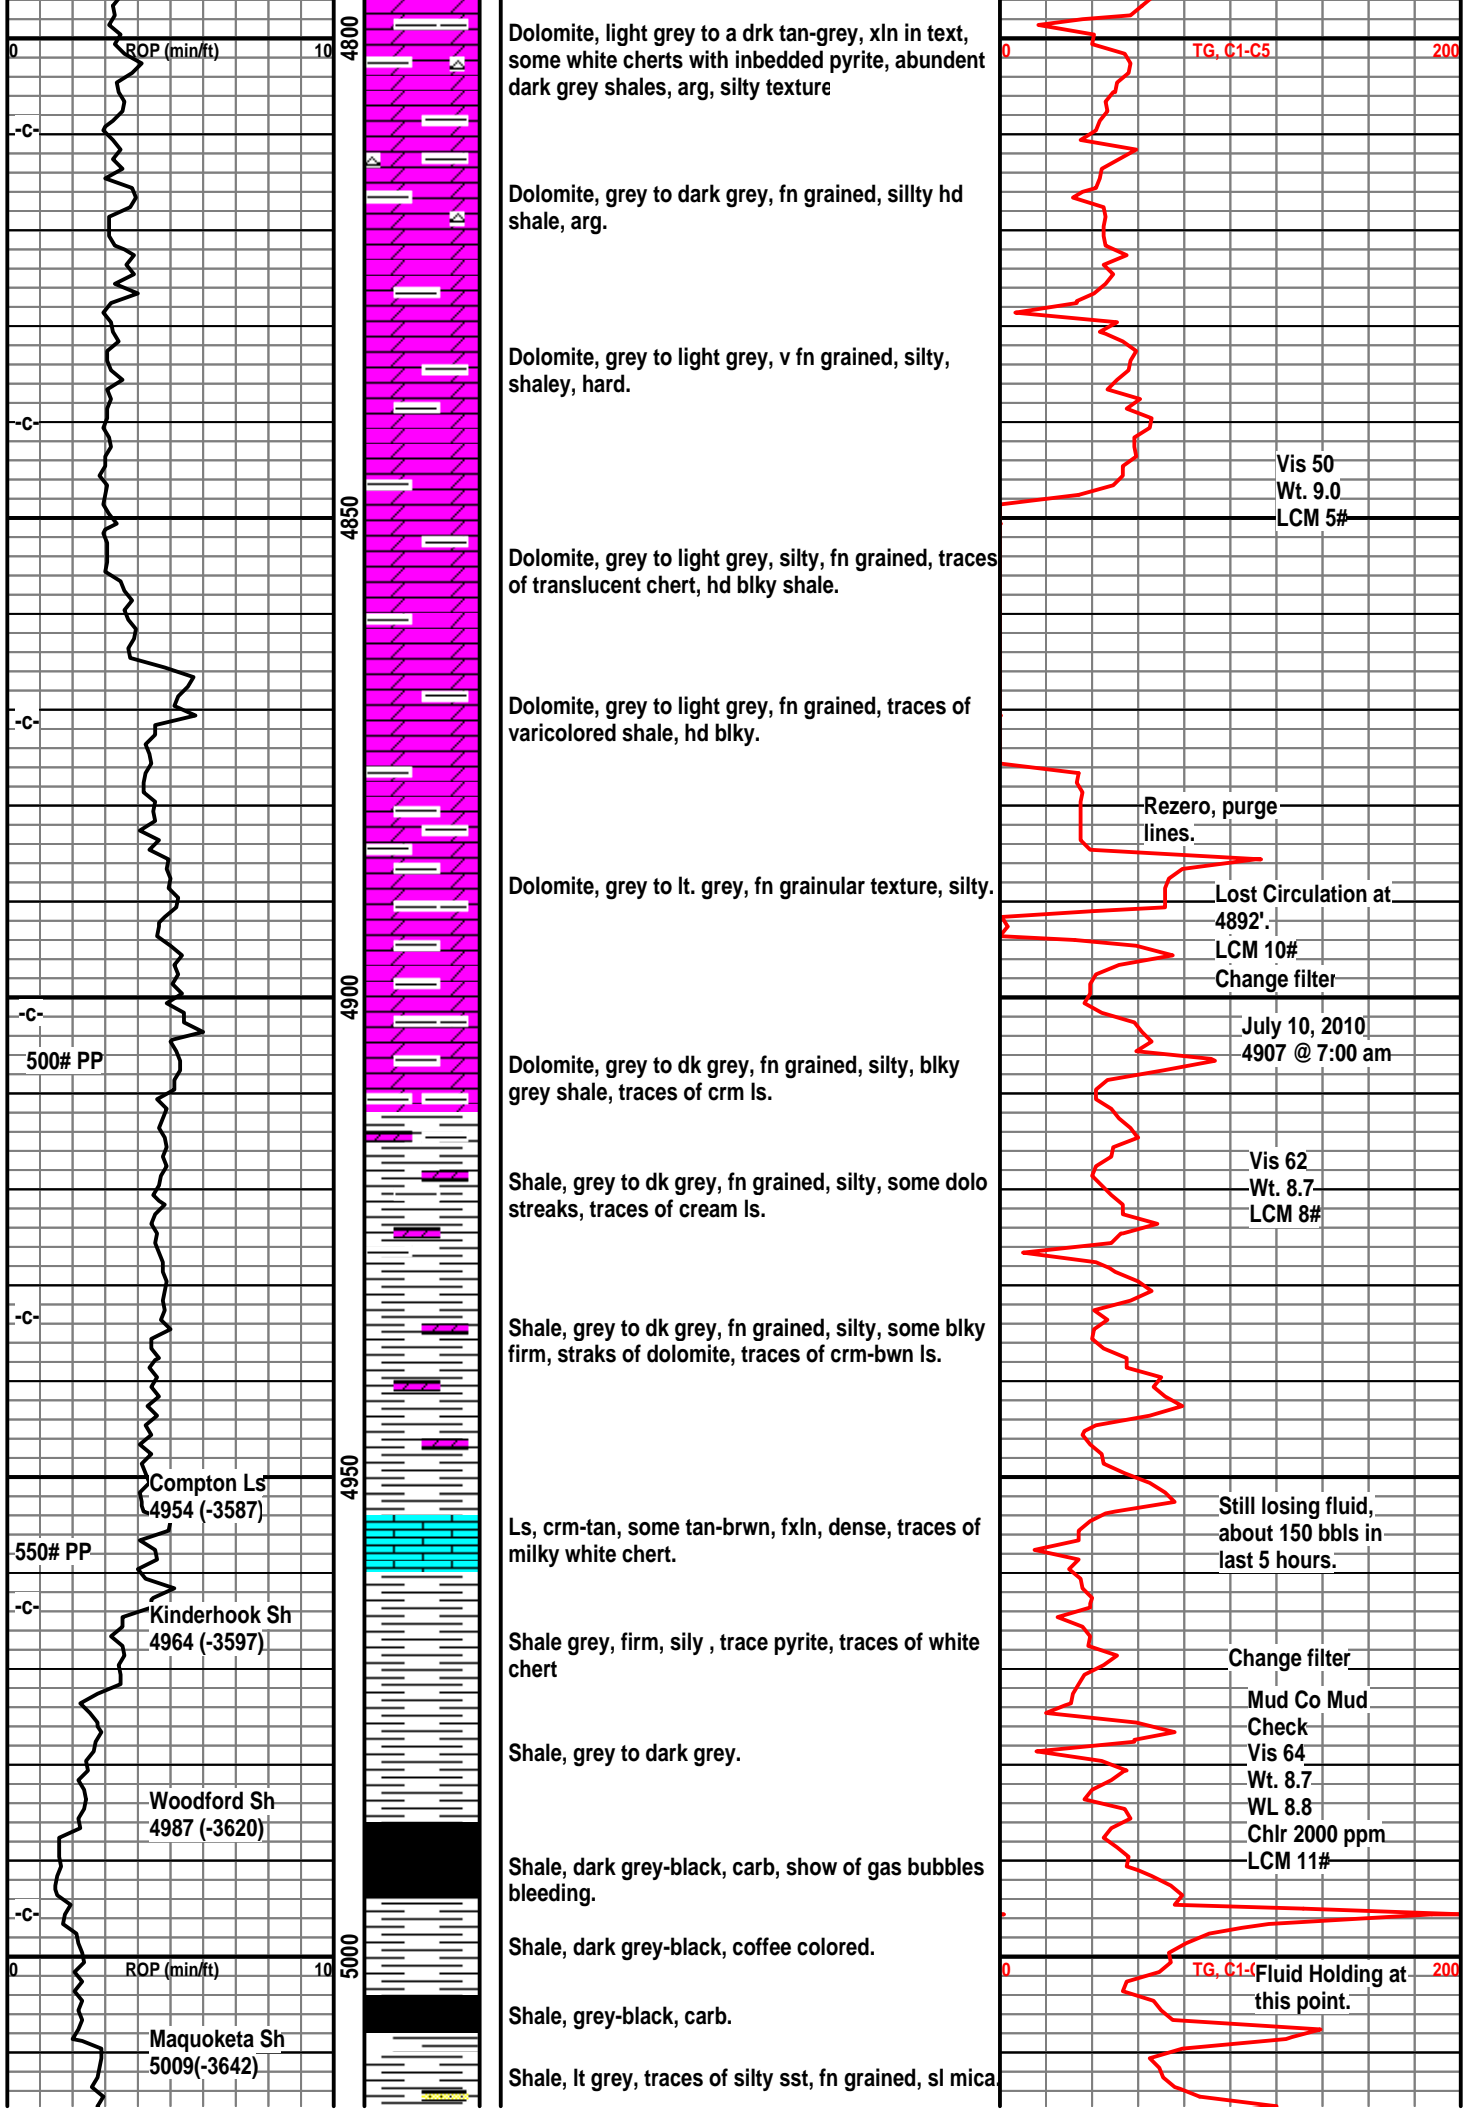 0 ROP (min/ft) 10
4800
Dolomite, light grey to a drk tan-grey, xln in text,
some white cherts with inbedded pyrite, abundent
dark grey shales, arg, silty texture
0 TG, C1-C5 200
-c-
Dolomite, grey to dark grey, fn grained, sillty hd
shale, arg.
Dolomite, grey to light grey, v fn grained, silty,
shaley, hard.
-c-
Vis 50
Wt. 9.0
LCM 5#
4850
Dolomite, grey to light grey, silty, fn grained, traces
of translucent chert, hd blky shale.
-c-
Dolomite, grey to light grey, fn grained, traces of
varicolored shale, hd blky.
Rezero, purge
lines.
Dolomite, grey to lt. grey, fn grainular texture, silty.
Lost Circulation at
4892'.
LCM 10#
Change filter
4900
-c-
500# PP
July 10, 2010
4907 @ 7:00 am
Dolomite, grey to dk grey, fn grained, silty, blky
grey shale, traces of crm ls.
Vis 62
Wt. 8.7
LCM 8#
Shale, grey to dk grey, fn grained, silty, some dolo
streaks, traces of cream ls.
-c-
Shale, grey to dk grey, fn grained, silty, some blky
firm, straks of dolomite, traces of crm-bwn ls.
4950
Compton Ls
4954 (-3587)
550# PP
Ls, crm-tan, some tan-brwn, fxln, dense, traces of
milky white chert.
Still losing fluid,
about 150 bbls in
last 5 hours.
-c-
Kinderhook Sh
4964 (-3597)
Shale grey, firm, sily , trace pyrite, traces of white
chert
Change filter
Mud Co Mud
Check
Vis 64
Wt. 8.7
WL 8.8
Chlr 2000 ppm
LCM 11#
Shale, grey to dark grey.
Woodford Sh
4987 (-3620)
Shale, dark grey-black, carb, show of gas bubbles
bleeding.
-c-
Shale, dark grey-black, coffee colored.
0 ROP (min/ft) 10
5000
0 TG, C1-C 200
Fluid Holding at
this point.
Shale, grey-black, carb.
Maquoketa Sh
5009(-3642)
Shale, lt grey, traces of silty sst, fn grained, sl mica.